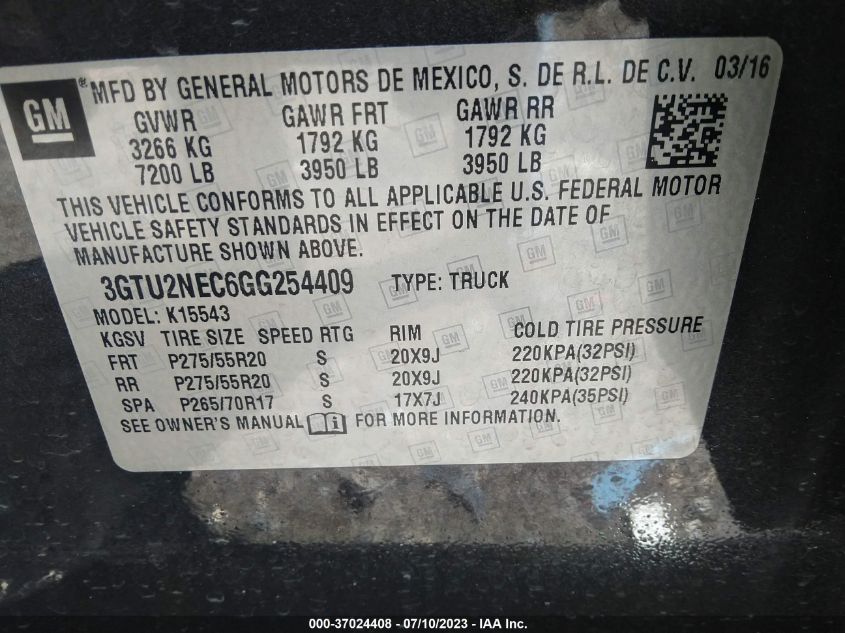 GM
® MFD BY GENERAL MOTORS DE MEXICO, S. DE R.L. DE C.V. 03/16
GVWR GAWR FRT GAWR RR
3266 KG 1792 KG 1792 KG
7200 LB 3950 LB 3950 LB
THIS VEHICLE CONFORMS TO ALL APPLICABLE U.S. FEDERAL MOTOR
VEHICLE SAFETY STANDARDS IN EFFECT ON THE DATE OF
MANUFACTURE SHOWN ABOVE.
3GTU2NEC6GG254409 TYPE: TRUCK
MODEL: K15543
KGSV TIRE SIZE SPEED RTG RIM COLD TIRE PRESSURE
FRT P275/55R20 S 20X9J 220KPA(32PSI)
RR P275/55R20 S 20X9J 220KPA(32PSI)
SPA P265/70R17 S 17X7J 240KPA(35PSI)
SEE OWNER'S MANUAL i FOR MORE INFORMATION.
000-37024408 - 07/10/2023 - IAA Inc.